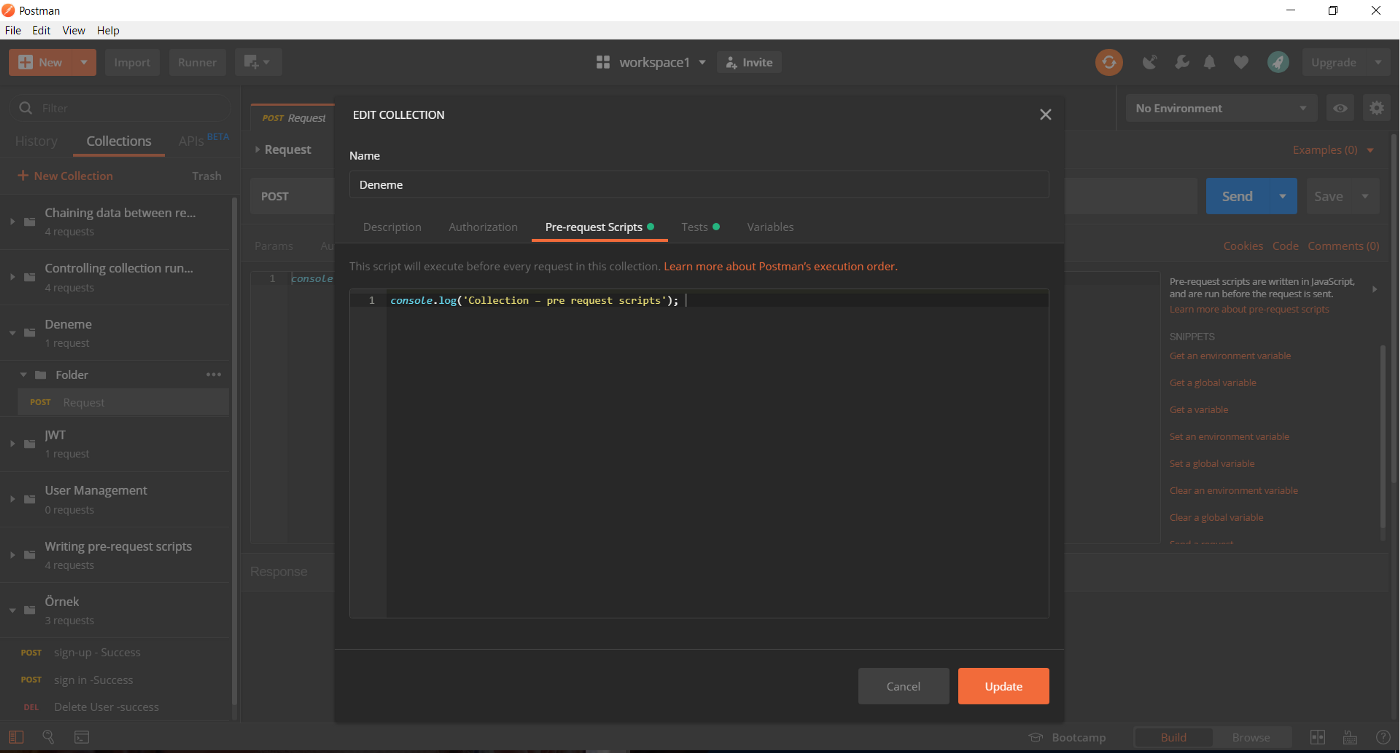 Postman
File Edit View Help
New Import Runner workspace1 Invite Upgrade
Filter
History Collections APIs BETA
New Collection Trash
Chaining data between re...
4 requests
Controlling collection run...
4 requests
Deneme
1 request
Folder
POST Request
JWT
1 request
User Management
0 requests
Writing pre-request scripts
4 requests
Örnek
3 requests
POST sign-up - Success
POST sign in -Success
DEL Delete User -success
POST Request
Request
POST
Params Au
1 console
Response
EDIT COLLECTION
Name
Deneme
Description Authorization Pre-request Scripts Tests Variables
This script will execute before every request in this collection. Learn more about Postman's execution order.
1 console.log('Collection - pre request scripts');
Cancel Update
No Environment
Examples (0)
Send Save
Cookies Code Comments (0)
Pre-request scripts are written in JavaScript,
and are run before the request is sent.
Learn more about pre-request scripts
SNIPPETS
Get an environment variable
Get a global variable
Get a variable
Set an environment variable
Set a global variable
Clear an environment variable
Clear a global variable
Send a request
Bootcamp Build Browse